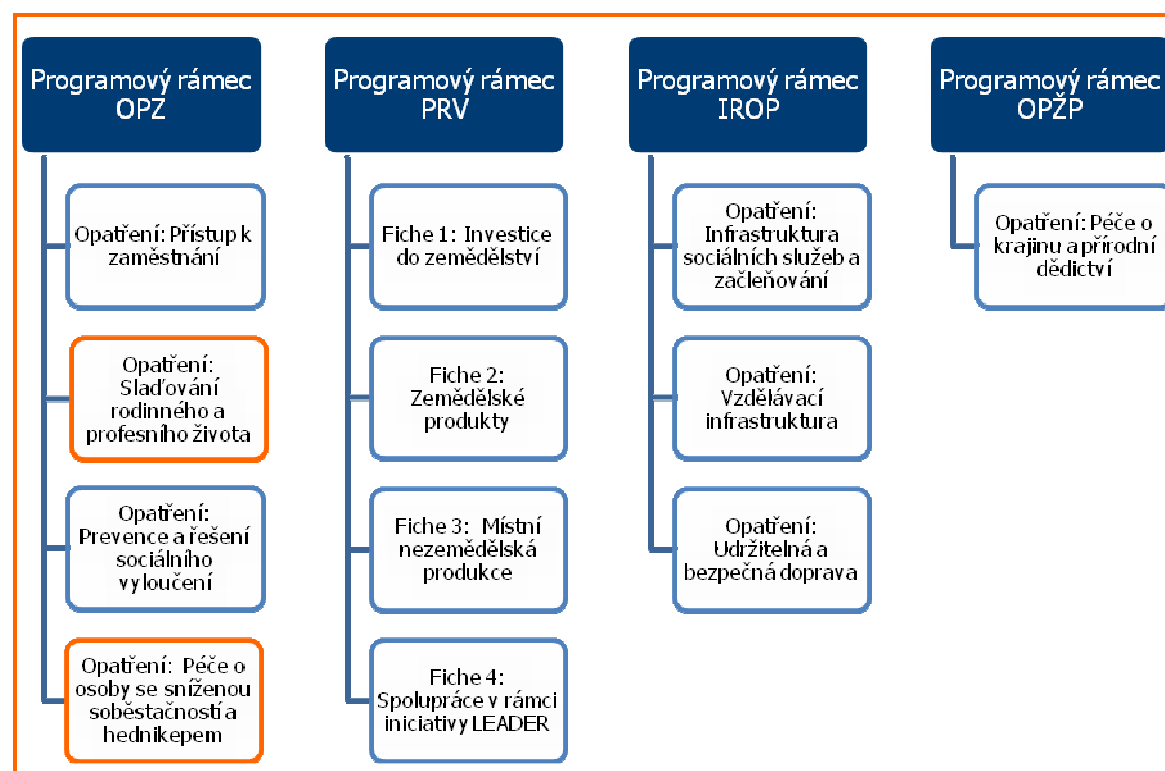 Programový rámec
OPZ
Opatření: Přístup k
zaměstnání
Opatření:
Slaďování
rodinného a
profesního života
Opatření:
Prevence a řešení
sociálního
vyloučení
Opatření: Péče o
osoby se sníženou
soběstačností a
hednikepem
Programový rámec
PRV
Fiche 1: Investice
do zemědělství
Fiche 2:
Zemědělské
produkty
Fiche 3: Místní
nezemědělská
produkce
Fiche 4:
Spolupráce v rámci
iniciativy LEADER
Programový rámec
IROP
Opatření:
Infrastruktura
sociálních služeb a
začleňování
Opatření:
Vzdělávací
infrastruktura
Opatření:
Udržitelná a
bezpečná doprava
Programový rámec
OPŽP
Opatření: Péče o
krajinu a přírodní
dědictví